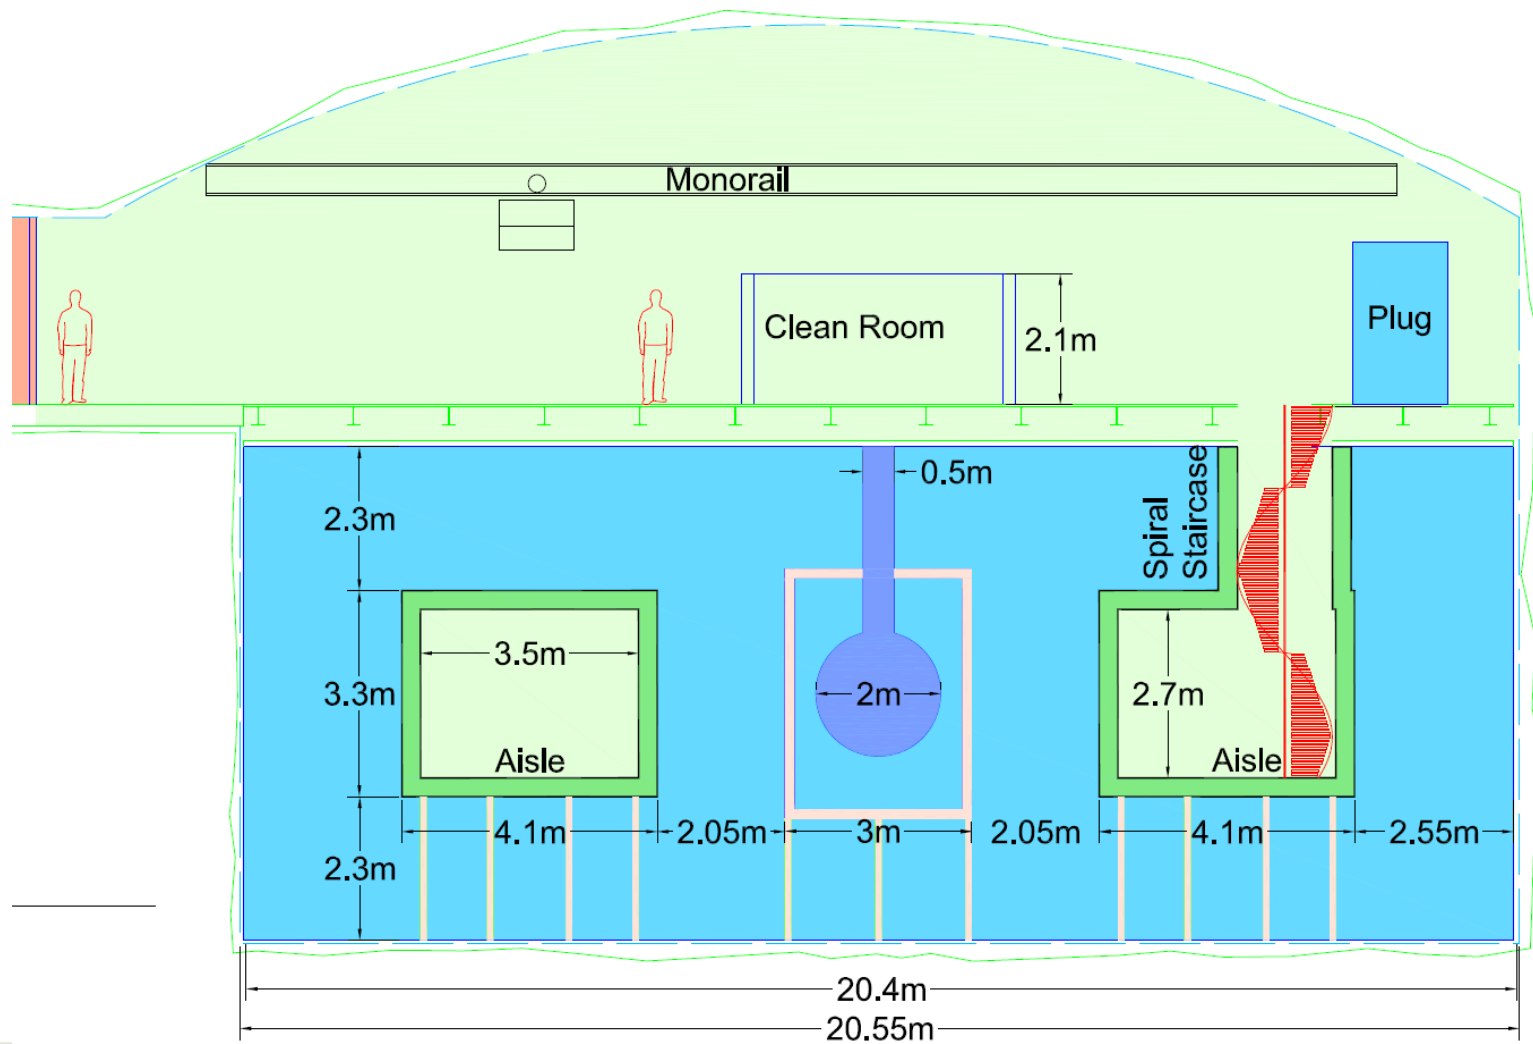 Monorail
Clean Room
2.1m
Plug
0.5m
2.3m
Spiral
Staircase
3.5m
3.3m
2m
2.7m
Aisle
Aisle
4.1m
2.05m
3m
2.05m
4.1m
2.55m
2.3m
20.4m
20.55m